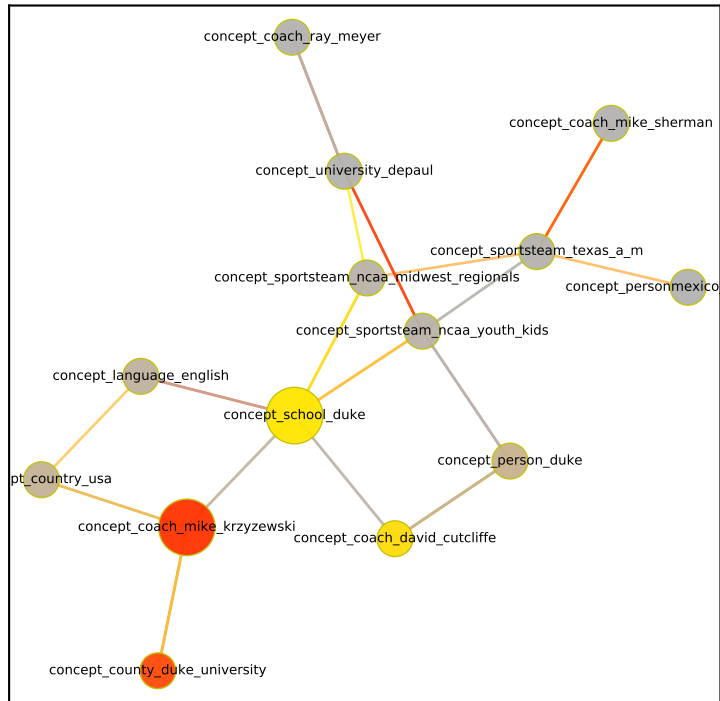 concept_coach_ray_meyer
concept_coach_mike_sherman
concept_university_depaul
concept_sportsteam_texas_a_m
concept_sportsteam_ncaa_midwest_regionals
concept_personmexico
concept_sportsteam_ncaa_youth_kids
concept_language_english
concept_school_duke
concept_person_duke
pt_country_usa
concept_coach_mike_krzyzewski
concept_coach_david_cutcliffe
concept_county_duke_university